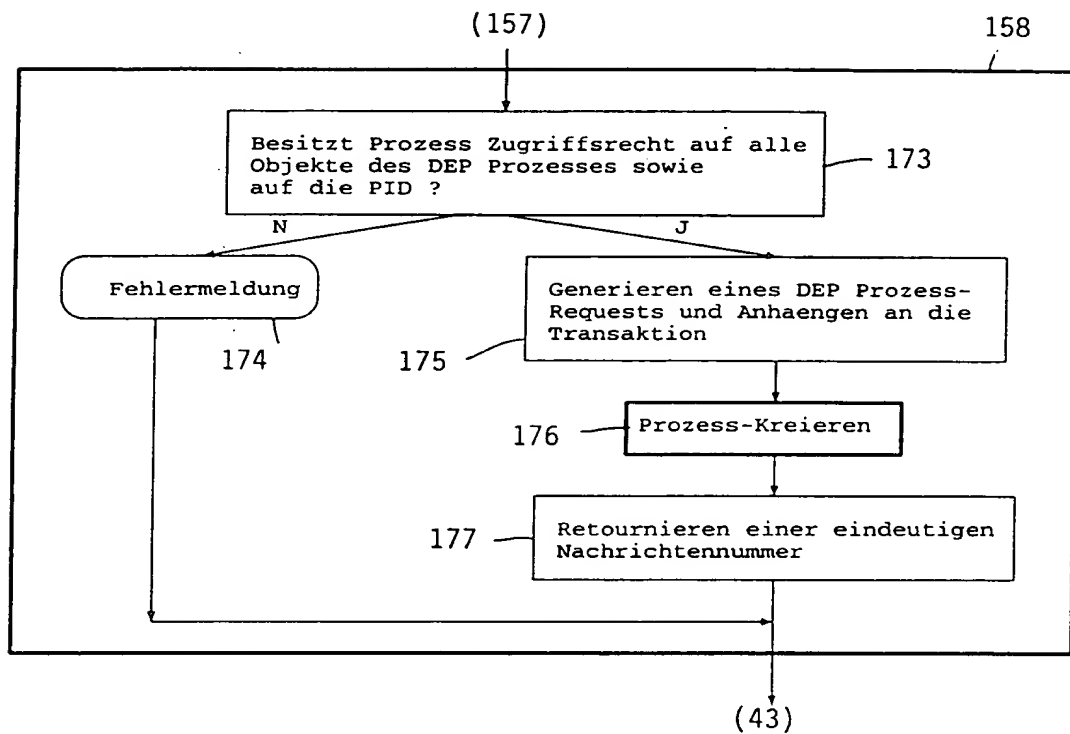 (157)
158
Besitzt Prozess Zugriffsrecht auf alle
Objekte des DEP Prozesses sowie
auf die PID ?
173
N
J
Fehlermeldung
174
Generieren eines DEP Prozess-
Requests und Anhaengen an die
Transaktion
175
Prozess-Kreieren
176
Retournieren einer eindeutigen
Nachrichtennummer
177
(43)